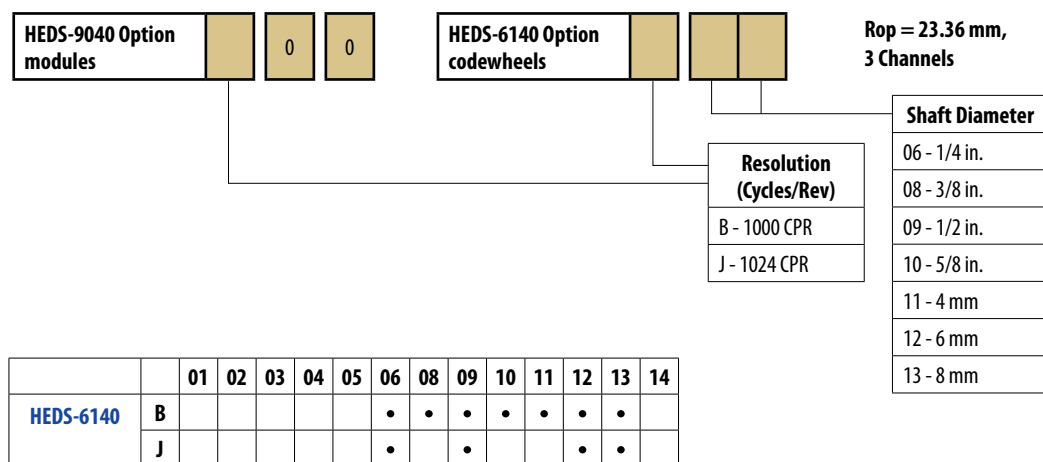 HEDS-9040 Option
modules
0 0
HEDS-6140 Option
codewheels
Rop = 23.36 mm,
3 Channels
Shaft Diameter
06 - 1/4 in.
08 - 3/8 in.
09 - 1/2 in.
10 - 5/8 in.
11 - 4 mm
12 - 6 mm
13 - 8 mm
Resolution
(Cycles/Rev)
B - 1000 CPR
J - 1024 CPR
01 02 03 04 05 06 08 09 10 11 12 13 14
HEDS-6140 B • • • • • • •
J • • • •